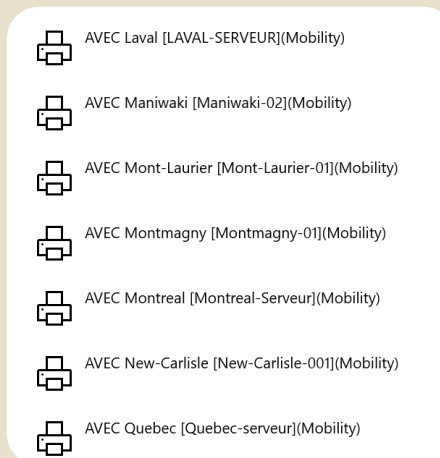 AVEC Laval [LAVAL-SERVEUR](Mobility)
AVEC Maniwaki [Maniwaki-02](Mobility)
AVEC Mont-Laurier [Mont-Laurier-01](Mobility)
AVEC Montmagny [Montmagny-01](Mobility)
AVEC Montreal [Montreal-Serveur](Mobility)
AVEC New-Carlisle [New-Carlisle-001](Mobility)
AVEC Quebec [Quebec-serveur](Mobility)